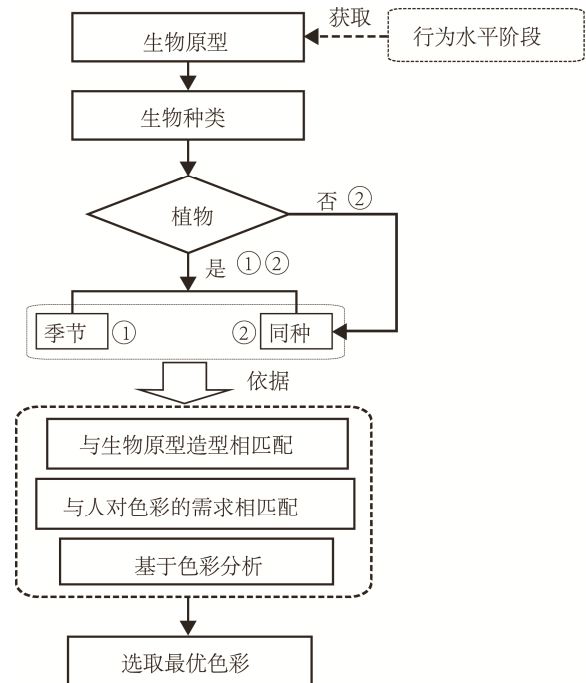 获取
生物原型
行为水平阶段
生物种类
植物
否 ②
是 ①②
季节 ①
② 同种
依据
与生物原型造型相匹配
与人对色彩的需求相匹配
基于色彩分析
选取最优色彩